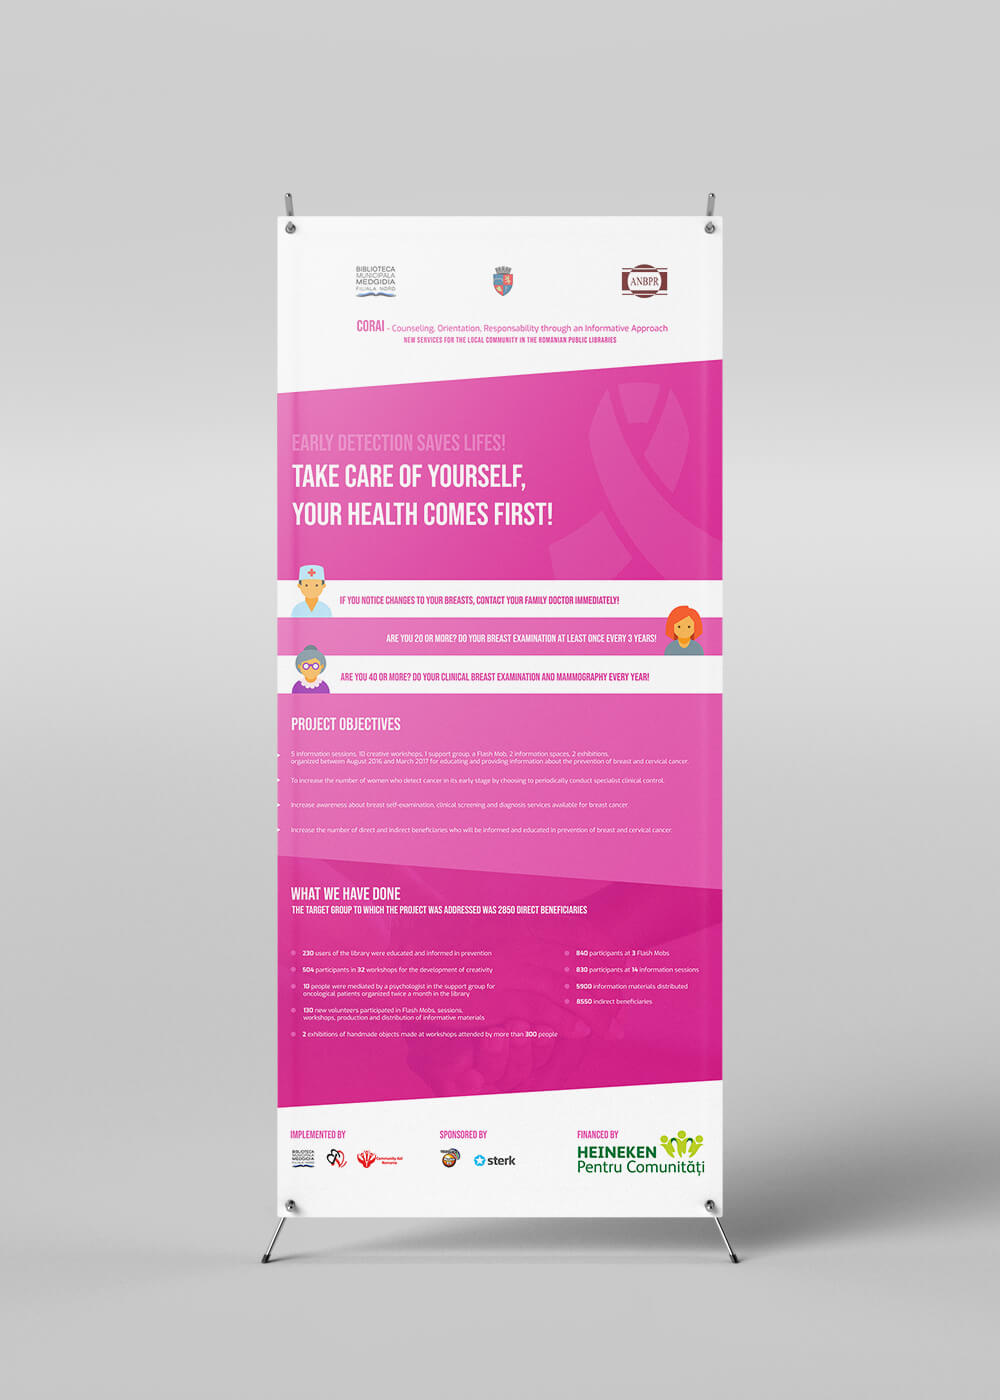 BIBLIOTECA
MUNICIPALA
MEDGIDIA
FILIALA NORD
ANBPR
CORAI - Counseling, Orientation, Responsability through an Informative Approach
NEW SERVICES FOR THE LOCAL COMMUNITY IN THE ROMANIAN PUBLIC LIBRARIES
EARLY DETECTION SAVES LIFES!
TAKE CARE OF YOURSELF,
YOUR HEALTH COMES FIRST!
IF YOU NOTICE CHANGES TO YOUR BREASTS, CONTACT YOUR FAMILY DOCTOR IMMEDIATELY!
ARE YOU 20 OR MORE? DO YOUR BREAST EXAMINATION AT LEAST ONCE EVERY 3 YEARS!
ARE YOU 40 OR MORE? DO YOUR CLINICAL BREAST EXAMINATION AND MAMMOGRAPHY EVERY YEAR!
PROJECT OBJECTIVES
5 information sessions, 10 creative workshops, 1 support group, a Flash Mob, 2 information spaces, 2 exhibitions,
organized between August 2016 and March 2017 for educating and providing information about the prevention of breast and cervical cancer.
To increase the number of women who detect cancer in its early stage by choosing to periodically conduct specialist clinical control.
Increase awareness about breast self-examination, clinical screening and diagnosis services available for breast cancer.
Increase the number of direct and indirect beneficiaries who will be informed and educated in prevention of breast and cervical cancer.
WHAT WE HAVE DONE
THE TARGET GROUP TO WHICH THE PROJECT WAS ADDRESSED WAS 2850 DIRECT BENEFICIARIES
230 users of the library were educated and informed in prevention
504 participants in 32 workshops for the development of creativity
10 people were mediated by a psychologist in the support group for
oncological patients organized twice a month in the library
130 new volunteers participated in Flash Mobs, sessions,
workshops, production and distribution of informative materials
2 exhibitions of handmade objects made at workshops attended by more than 300 people
840 participants at 3 Flash Mobs
830 participants at 14 information sessions
5900 information materials distributed
8550 indirect beneficiaries
IMPLEMENTED BY
BIBLIOTECA
MUNICIPALA
MEDGIDIA
FILIALA NORD
Community Aid
Romania
SPONSORED BY
sterk
FINANCED BY
HEINEKEN
Pentru Comunități